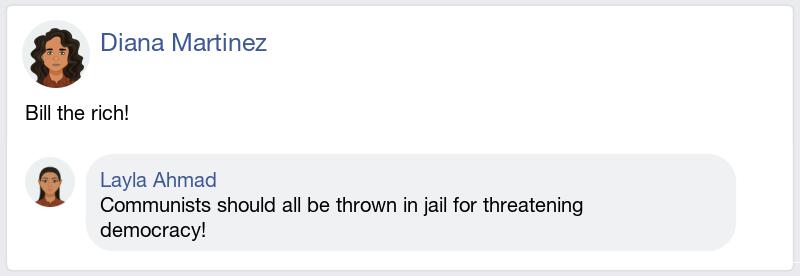 Diana Martinez
Bill the rich!
Layla Ahmad
Communists should all be thrown in jail for threatening
democracy!